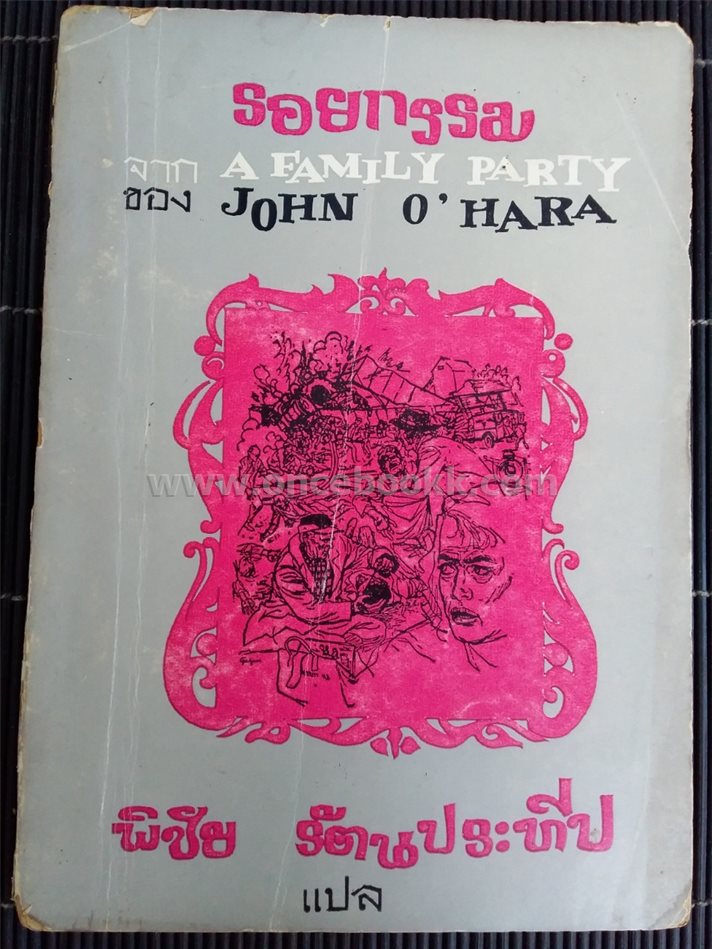 รอยกรรม
จาก A FAMILY PARTY
ของ JOHN O'HARA
www.oncebookk.com
พิชัย รัตนประทีป
แปล